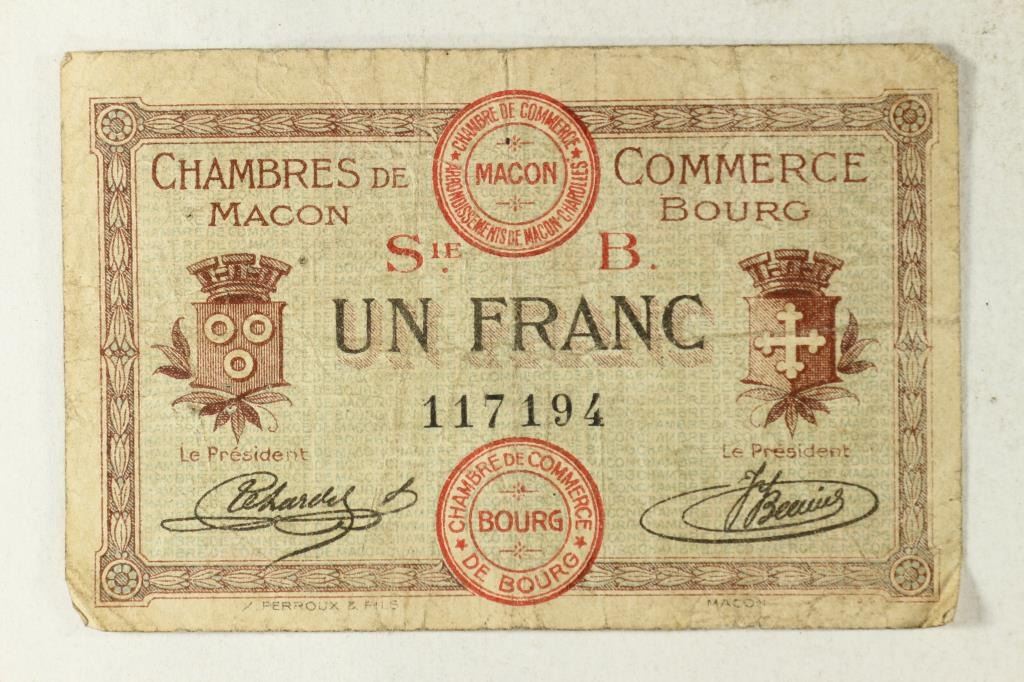 CHAMBRES DE COMMERCE
MACON BOURG
CHAMBRE DE COMMERCE
MACON
ARRONDISSEMENTS DE MACON-CHAROLLES
SIE. B.
UN FRANC
117194
Le Président Le Président
CHAMBRE DE COMMERCE
BOURG
DE BOURG
X. PERROUX & FILS MACON